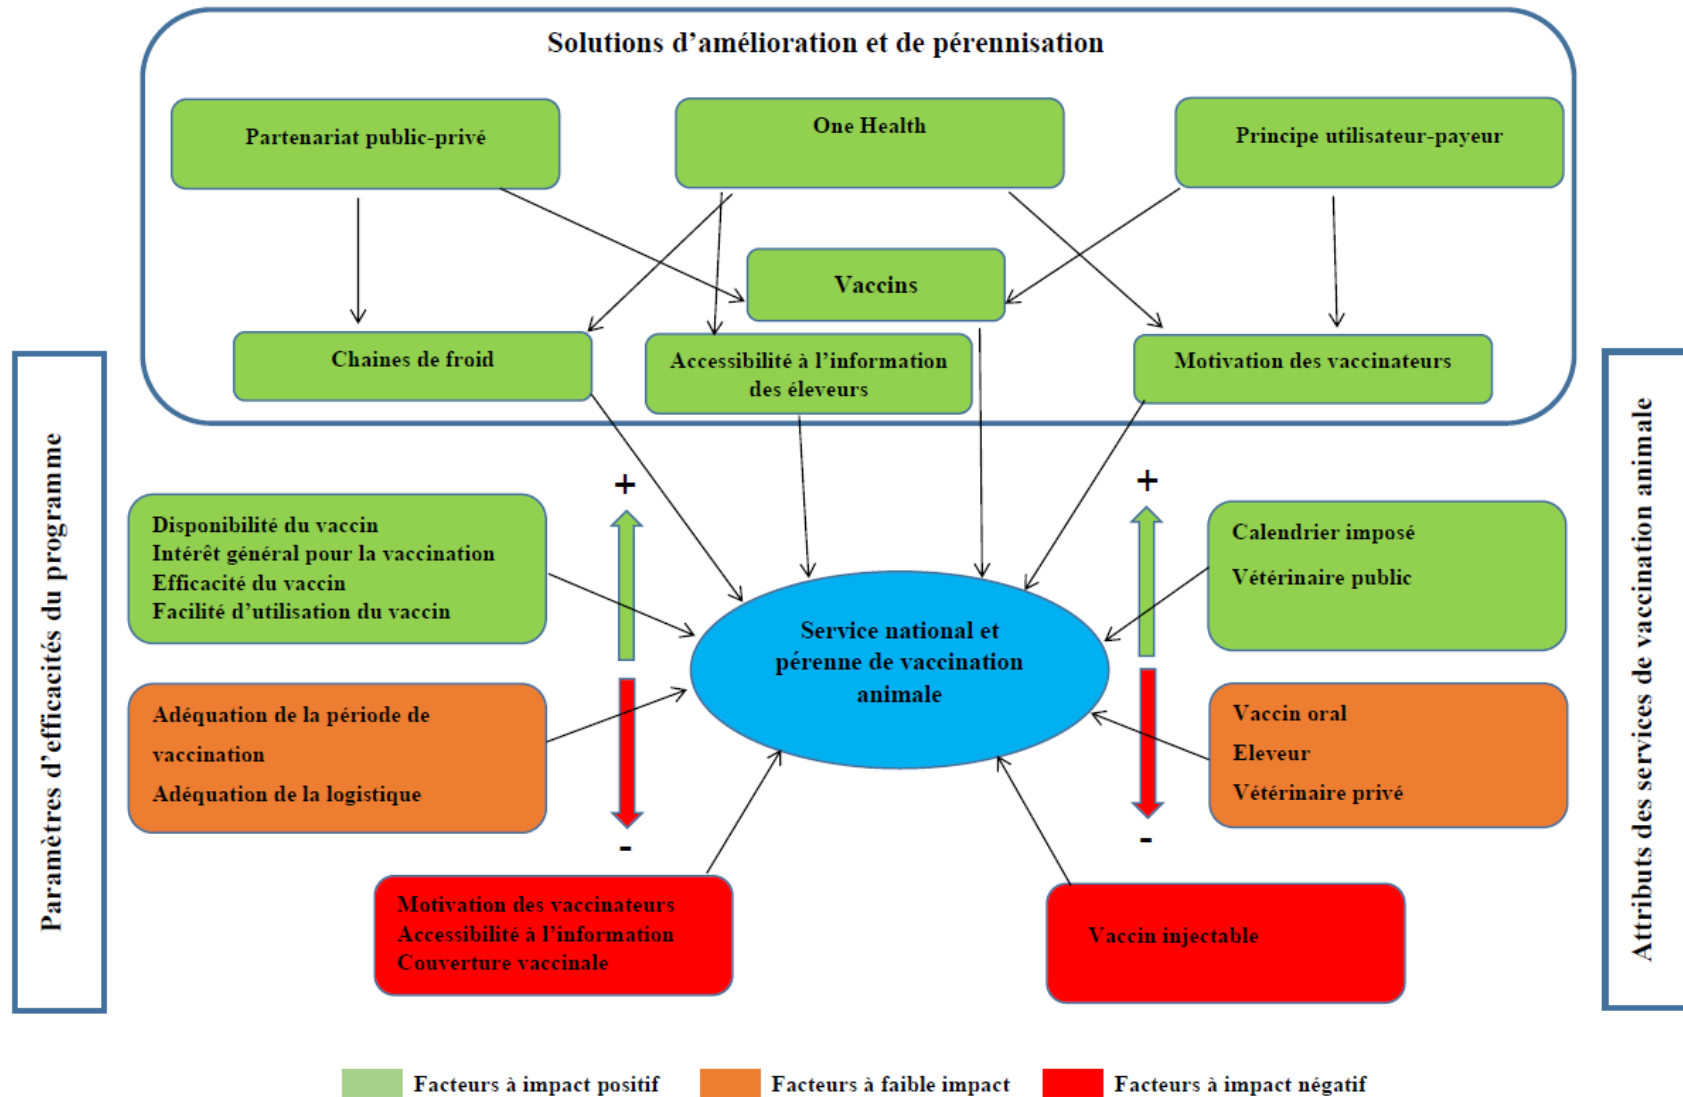 Solutions d’amélioration et de pérennisation
Partenariat public-privé
One Health
Principe utilisateur-payeur
Vaccins
Chaines de froid
Accessibilité à l’information
des éleveurs
Motivation des vaccinateurs
Paramètres d’efficacités du programme
Attributs des services de vaccination animale
+
+
Disponibilité du vaccin
Intérêt général pour la vaccination
Efficacité du vaccin
Facilité d’utilisation du vaccin
Calendrier imposé
Vétérinaire public
Service national et
pérenne de vaccination
animale
Adéquation de la période de
vaccination
Adéquation de la logistique
Vaccin oral
Eleveur
Vétérinaire privé
-
-
Motivation des vaccinateurs
Accessibilité à l’information
Couverture vaccinale
Vaccin injectable
Facteurs à impact positif
Facteurs à faible impact
Facteurs à impact négatif